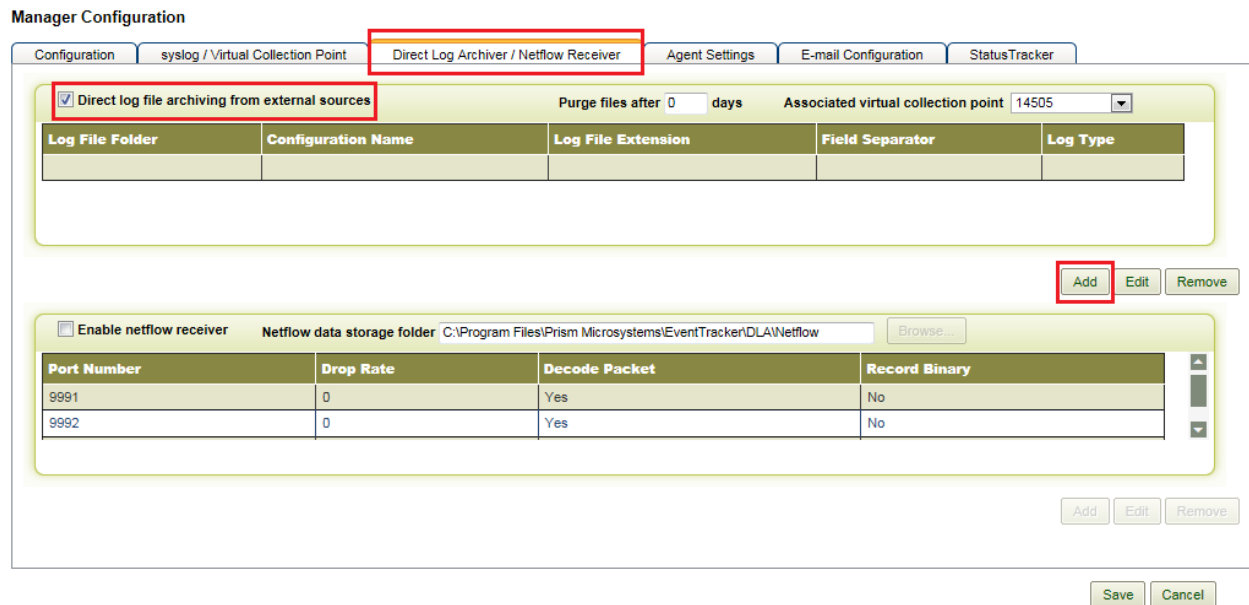 Manager Configuration
Configuration syslog / Virtual Collection Point Direct Log Archiver / Netflow Receiver Agent Settings E-mail Configuration StatusTracker
Direct log file archiving from external sources Purge files after 0 days Associated virtual collection point 14505
Log File Folder Configuration Name Log File Extension Field Separator Log Type
Add Edit Remove
Enable netflow receiver Netflow data storage folder C:\Program Files\Prism Microsystems\EventTracker\DLA\Netflow Browse...
Port Number Drop Rate Decode Packet Record Binary
9991 0 Yes No
9992 0 Yes No
Add Edit Remove
Save Cancel